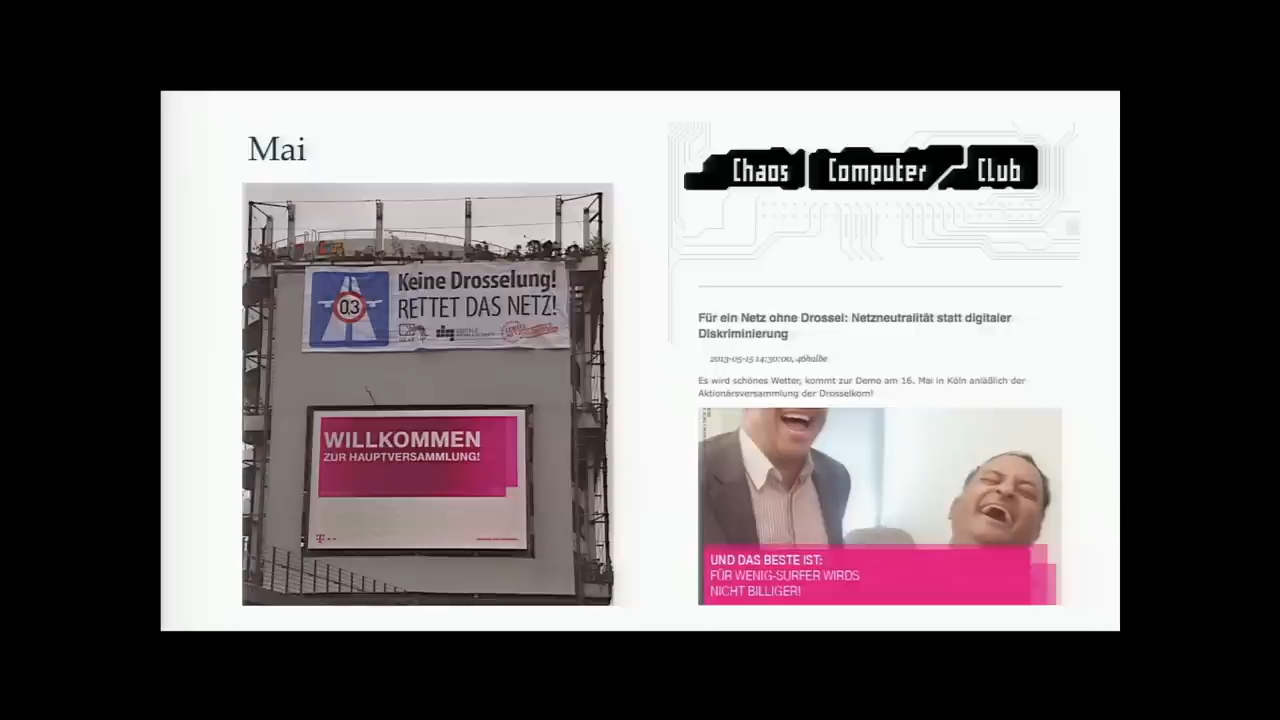 Mai
0,3
Keine Drosselung!
RETTET DAS NETZ!
WILLKOMMEN
ZUR HAUPTVERSAMMLUNG!
T
Chaos Computer Club
Für ein Netz ohne Drossel: Netzneutralität statt digitaler
Diskriminierung
2013-05-15 14:30:00, 46halbe
Es wird schönes Wetter, kommt zur Demo am 16. Mai in Köln anläßlich der
Aktionärsversammlung der Drosselkom!
UND DAS BESTE IST:
FÜR WENIG-SURFER WIRDS
NICHT BILLIGER!